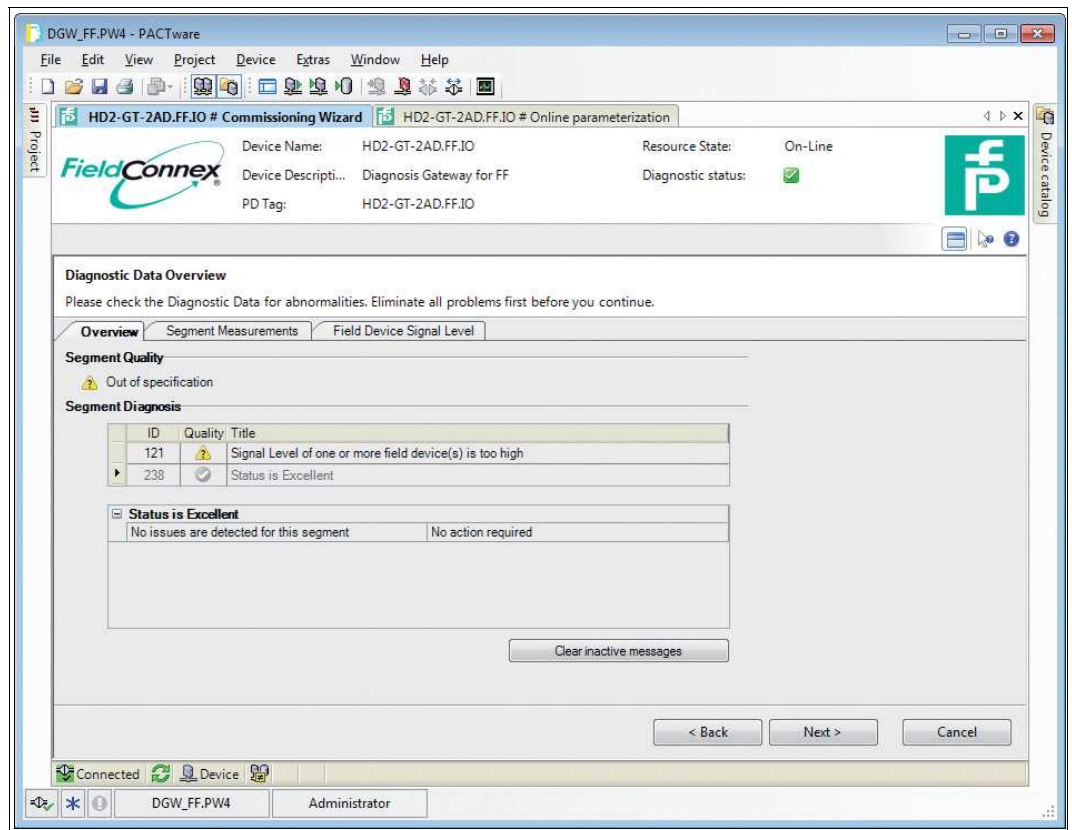 DGW_FF.PW4 - PACTware
File Edit View Project Device Extras Window Help
Project
HD2-GT-2AD.FF.IO # Commissioning Wizard HD2-GT-2AD.FF.IO # Online parameterization
Device catalog
FieldConnex®
Device Name: HD2-GT-2AD.FF.IO Resource State: On-Line
Device Descripti... Diagnosis Gateway for FF Diagnostic status:
PD Tag: HD2-GT-2AD.FF.IO
Diagnostic Data Overview
Please check the Diagnostic Data for abnormalities. Eliminate all problems first before you continue.
Overview Segment Measurements Field Device Signal Level
Segment Quality
Out of specification
Segment Diagnosis
ID Quality Title
121 Signal Level of one or more field device(s) is too high
238 Status is Excellent
Status is Excellent
No issues are detected for this segment No action required
Clear inactive messages
< Back Next > Cancel
Connected Device
DGW_FF.PW4 Administrator